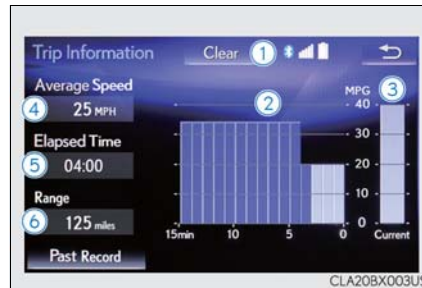 Trip Information Clear 1
Average Speed
4 25 MPH
Elapsed Time
5 04:00
Range
6 125 miles
Past Record
2
MPG 3
40
30
20
10
0
15min 10 5 0 Current
CLA20BX003US